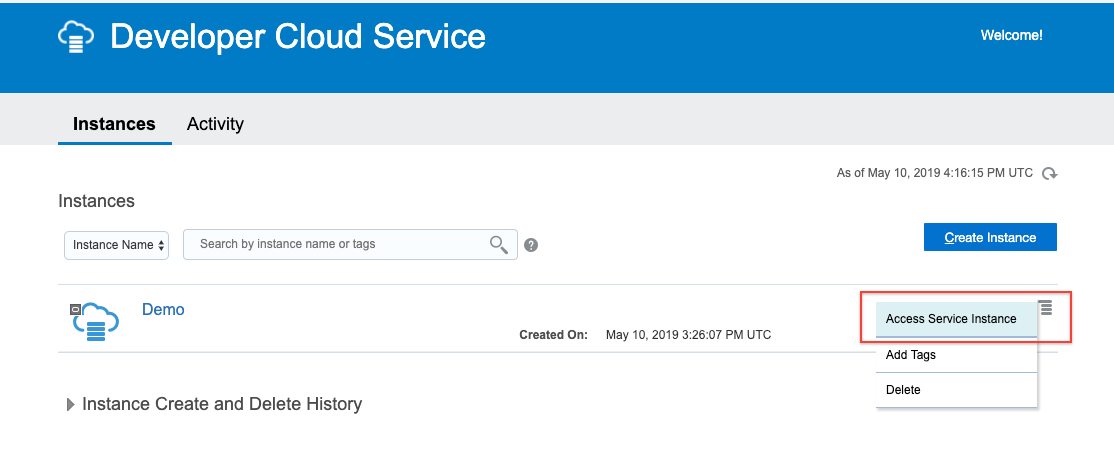 Developer Cloud Service
Welcome!
Instances Activity
As of May 10, 2019 4:16:15 PM UTC
Instances
Instance Name Search by instance name or tags ?
Create Instance
Demo
Created On: May 10, 2019 3:26:07 PM UTC
Access Service Instance
Add Tags
Delete
Instance Create and Delete History